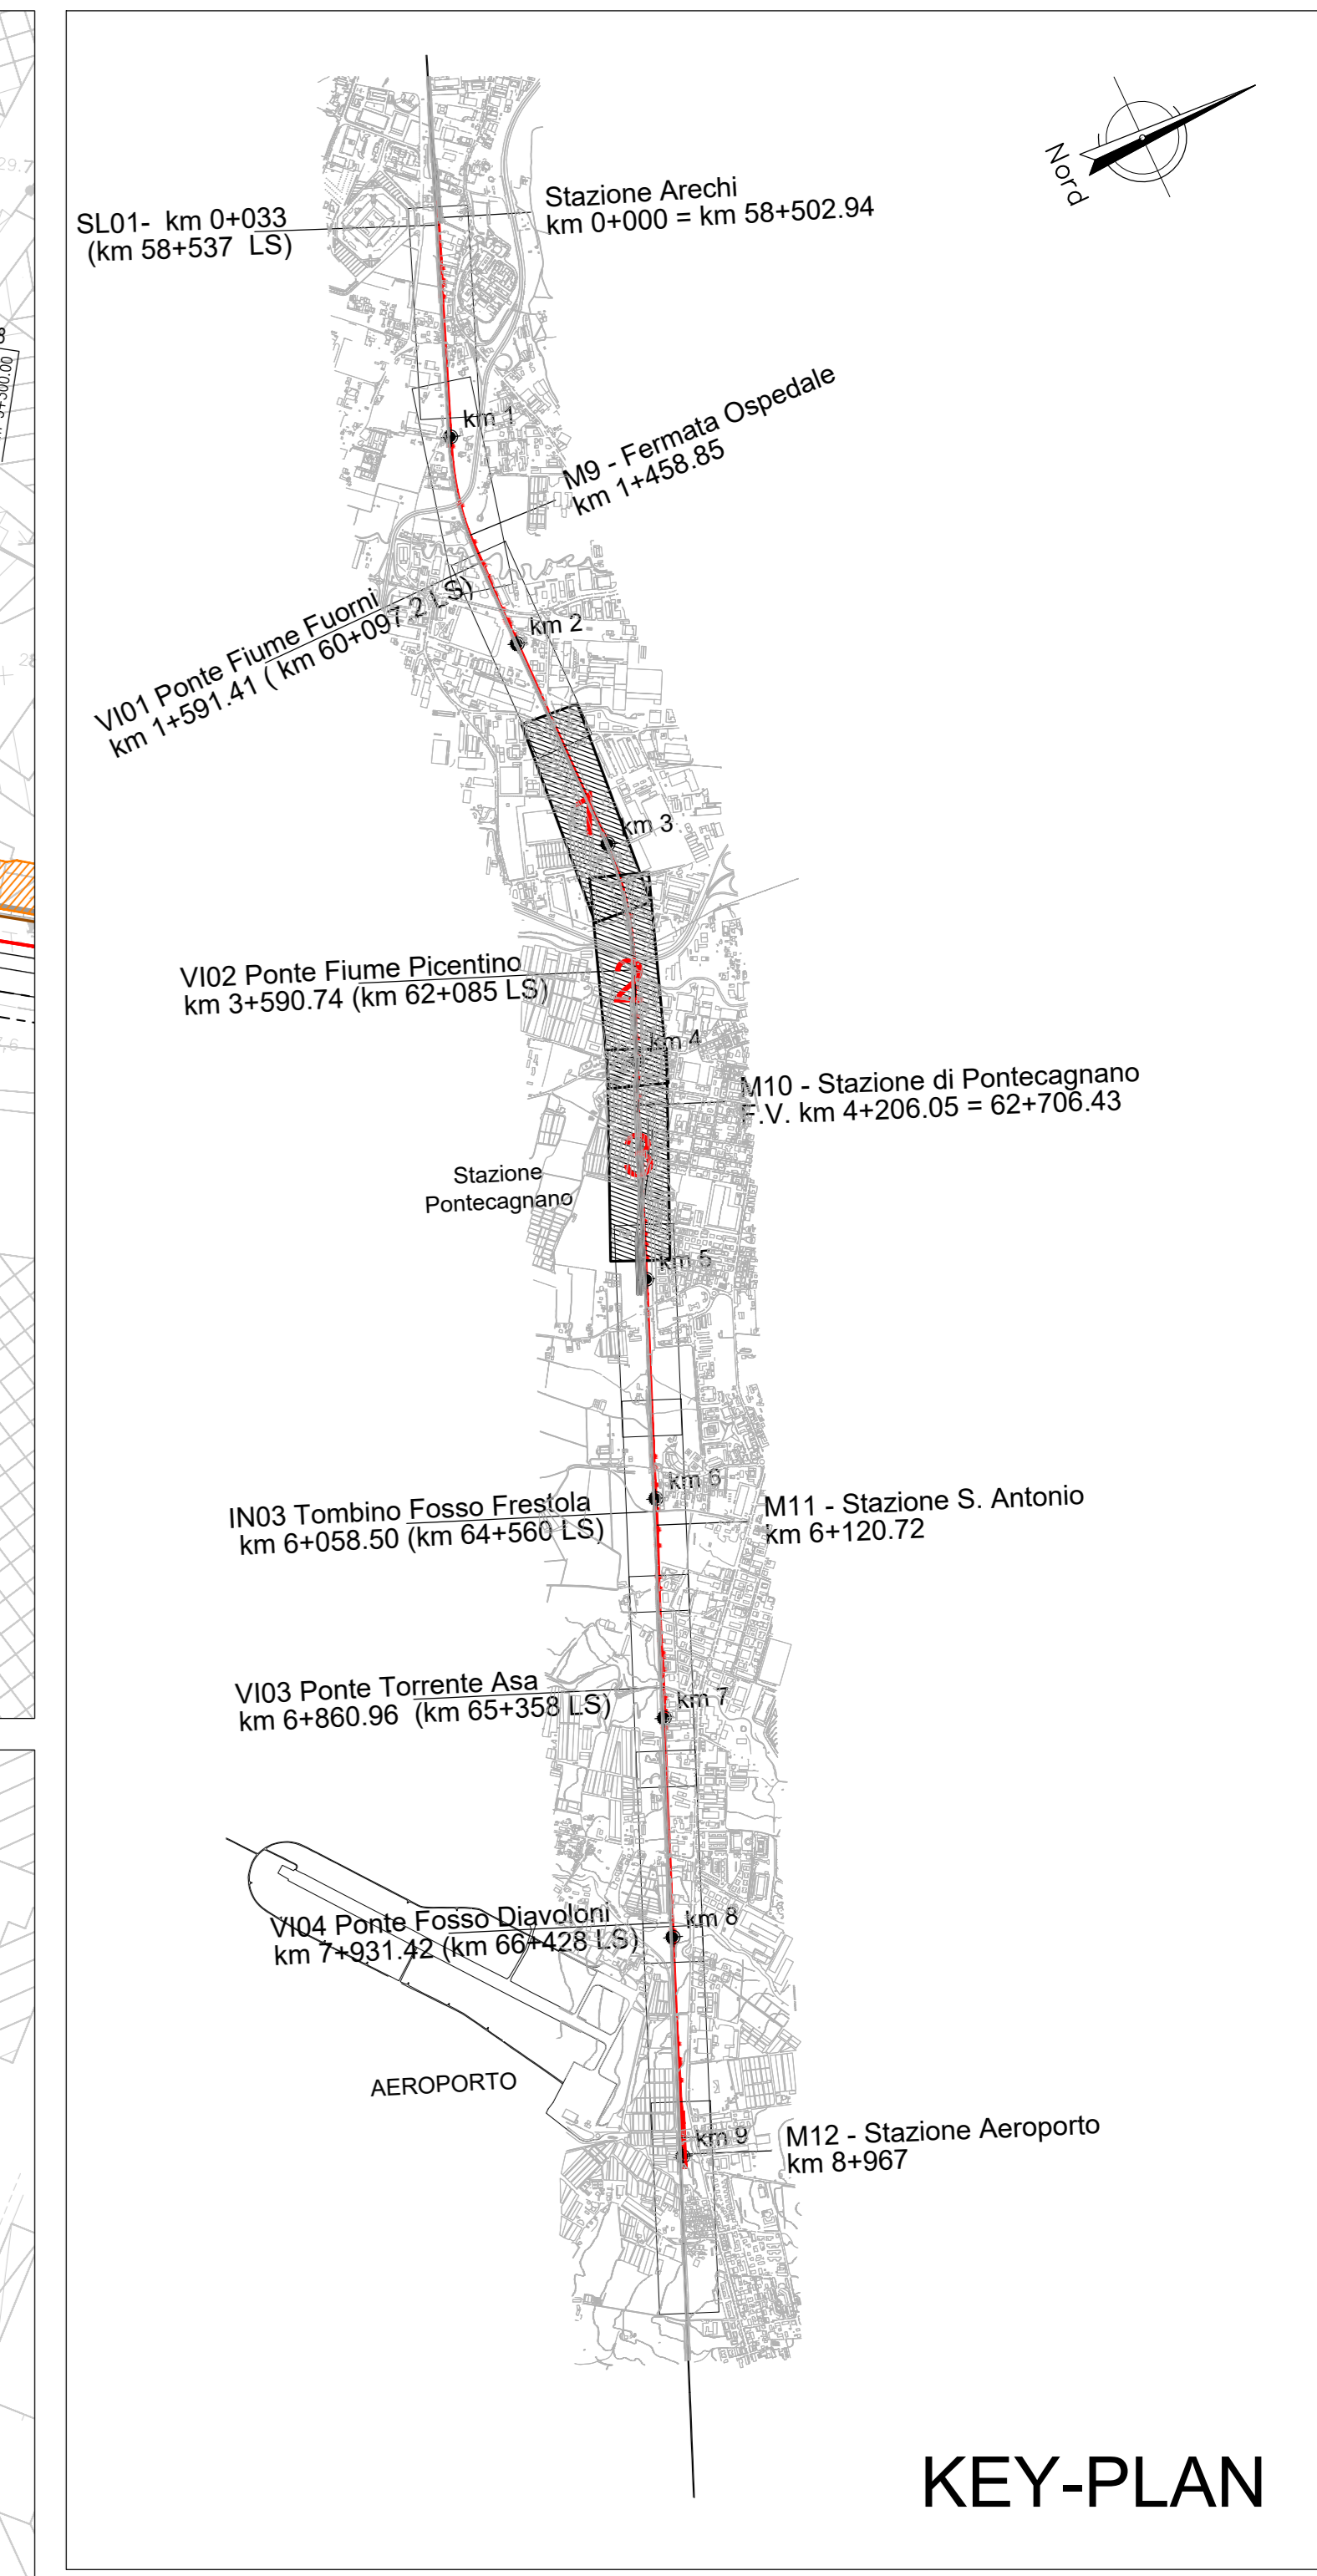 Nord
SL01- km 0+033
(km 58+537 LS)
Stazione Arechi
km 0+000 = km 58+502.94
km 1
M9 - Fermata Ospedale
km 1+458.85
VI01 Ponte Fiume Fuorni
km 1+591.41 ( km 60+097.2 LS)
km 2
1
km 3
VI02 Ponte Fiume Picentino
km 3+590.74 (km 62+085 LS)
2
km 4
M10 - Stazione di Pontecagnano
F.V. km 4+206.05 = 62+706.43
3
Stazione
Pontecagnano
km 5
km 6
IN03 Tombino Fosso Frestola
km 6+058.50 (km 64+560 LS)
M11 - Stazione S. Antonio
km 6+120.72
VI03 Ponte Torrente Asa
km 6+860.96 (km 65+358 LS)
km 7
VI04 Ponte Fosso Diavoloni
km 7+931.42 (km 66+428 LS)
km 8
AEROPORTO
km 9
M12 - Stazione Aeroporto
km 8+967
KEY-PLAN